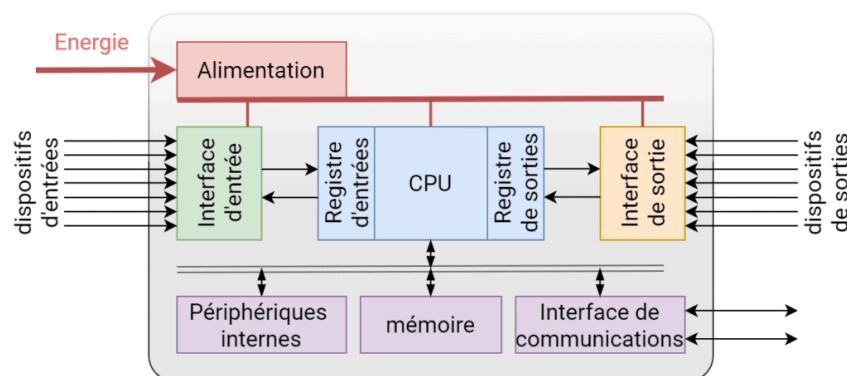 Energie
Alimentation
dispositifs
d'entrées
Interface
d'entrée
Registre
d'entrées
CPU
Registre
de sorties
Interface
de sortie
dispositifs
de sorties
Périphériques
internes
mémoire
Interface de
communications